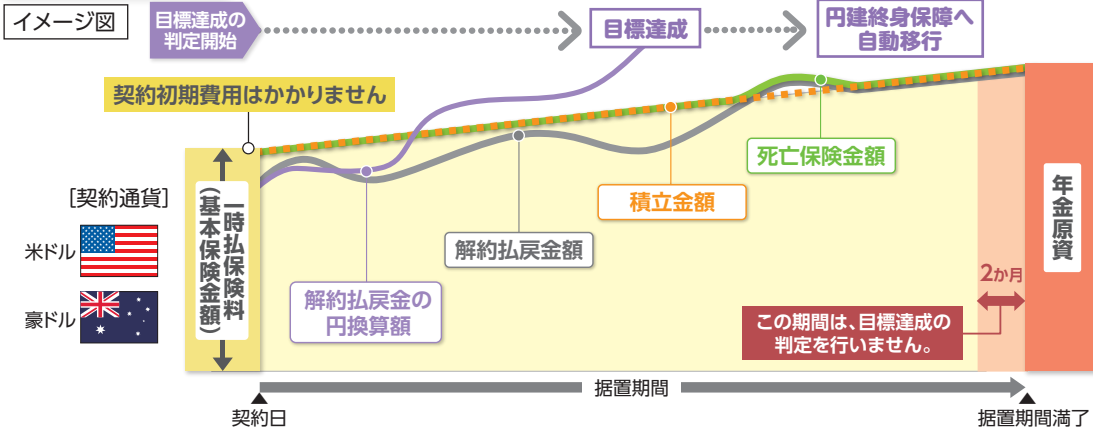 イメージ図
目標達成の
判定開始
目標達成
円建終身保障へ
自動移行
契約初期費用はかかりません
[契約通貨]
米ドル
豪ドル
一時払保険料
(基本保険金額)
解約払戻金の
円換算額
解約払戻金額
積立金額
死亡保険金額
年金原資
2か月
この期間は、目標達成の
判定を行いません。
据置期間
契約日
据置期間満了